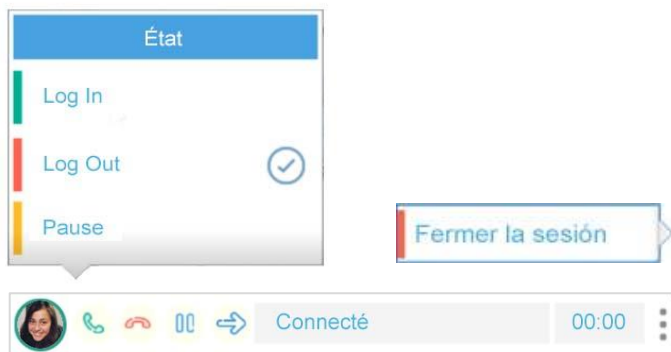 État
Log In
Log Out
Pause
Fermer la sesión
Connecté 00:00